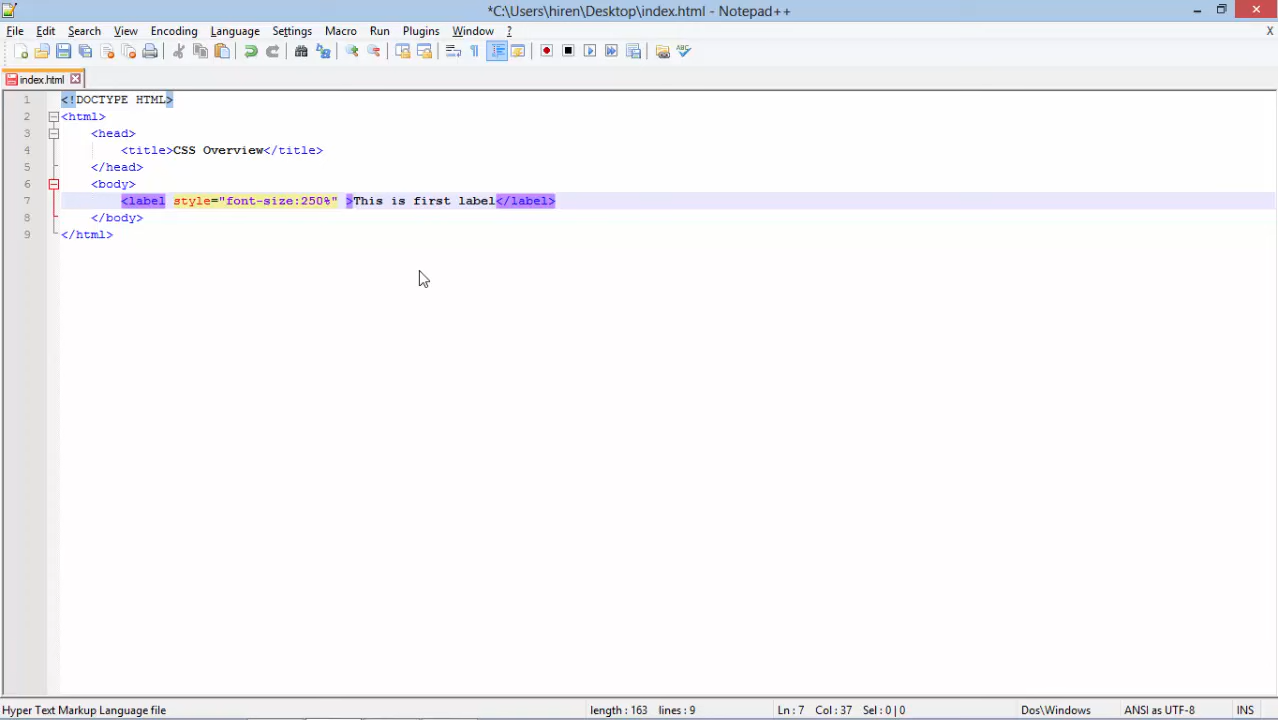 *C:\Users\hiren\Desktop\index.html - Notepad++
File Edit Search View Encoding Language Settings Macro Run Plugins Window ? X
index.html
1 <!DOCTYPE HTML>
2 <html>
3 <head>
4 <title>CSS Overview</title>
5 </head>
6 <body>
7 <label style="font-size:250%" >This is first label</label>
8 </body>
9 </html>
Hyper Text Markup Language file length : 163 lines : 9 Ln : 7 Col : 37 Sel : 0 | 0 Dos\Windows ANSI as UTF-8 INS